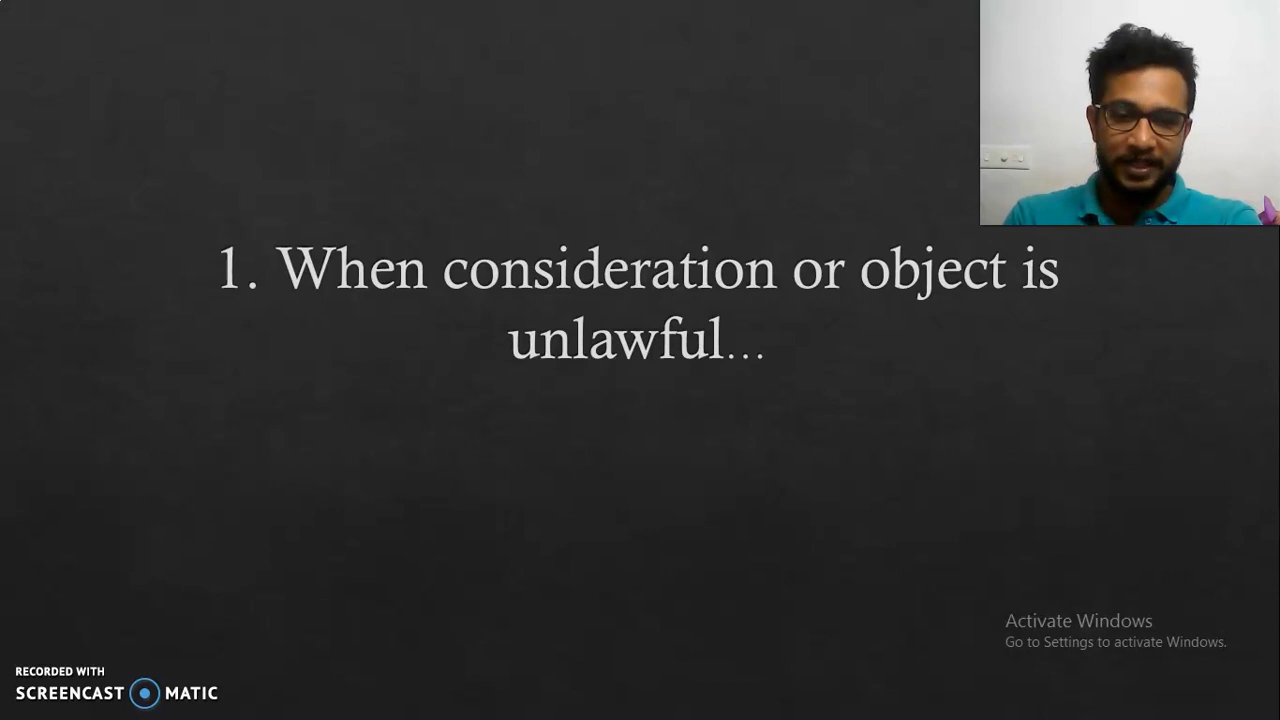 1. When consideration or object is
unlawful...
Activate Windows
Go to Settings to activate Windows.
RECORDED WITH
SCREENCAST MATIC